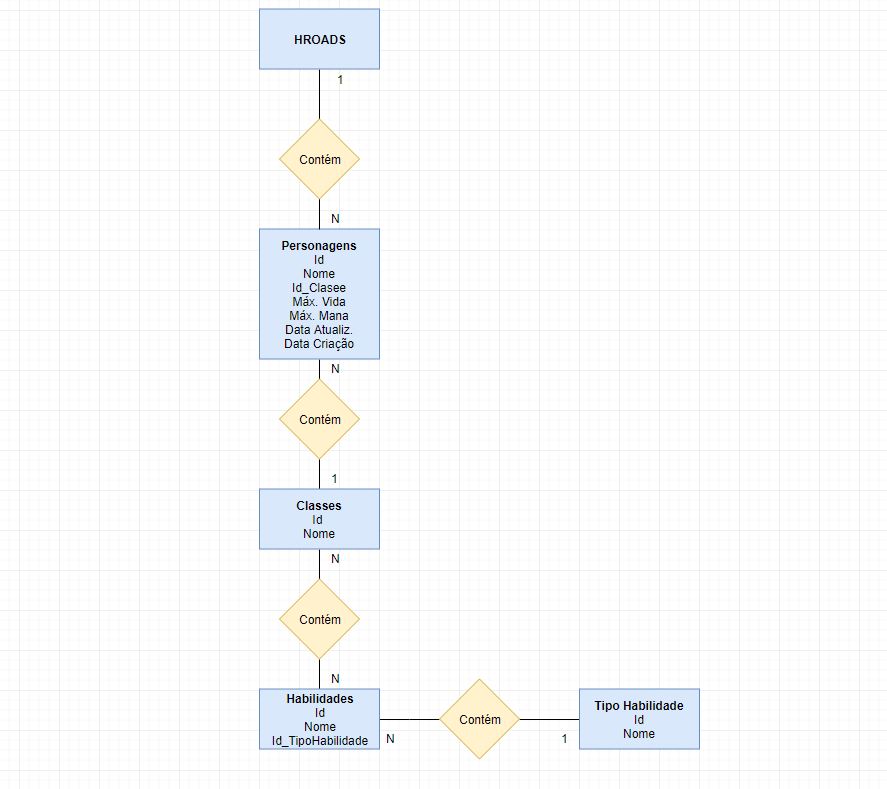 HROADS
1
Contém
N
Personagens
Id
Nome
Id_Clasee
Máx. Vida
Máx. Mana
Data Atualiz.
Data Criação
N
Contém
1
Classes
Id
Nome
N
Contém
N
Habilidades
Id
Nome
Id_TipoHabilidade
N
Contém
1
Tipo Habilidade
Id
Nome